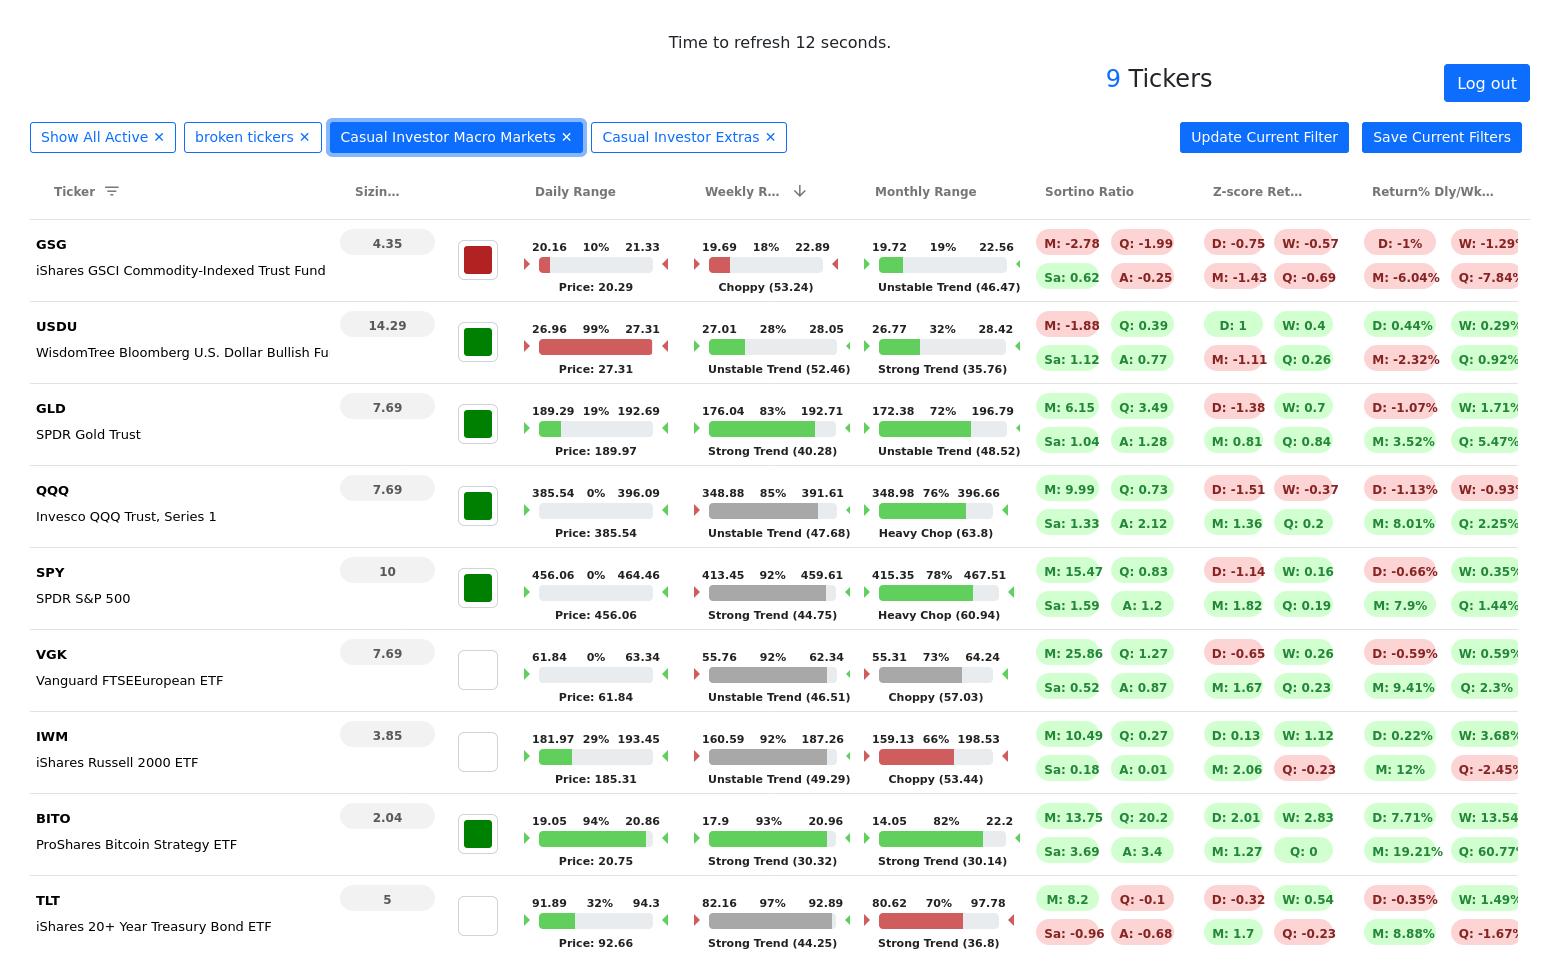 Time to refresh 12 seconds.
9 Tickers
Log out
Show All Active ✕ broken tickers ✕ Casual Investor Macro Markets ✕ Casual Investor Extras ✕ Update Current Filter Save Current Filters
Ticker Sizin... Daily Range Weekly R... Monthly Range Sortino Ratio Z-score Ret... Return% Dly/Wk...
GSG 4.35 20.16 10% 21.33 19.69 18% 22.89 19.72 19% 22.56 M: -2.78 Q: -1.99 D: -0.75 W: -0.57 D: -1% W: -1.29%
iShares GSCI Commodity-Indexed Trust Fund Price: 20.29 Choppy (53.24) Unstable Trend (46.47) Sa: 0.62 A: -0.25 M: -1.43 Q: -0.69 M: -6.04% Q: -7.84%
USDU 14.29 26.96 99% 27.31 27.01 28% 28.05 26.77 32% 28.42 M: -1.88 Q: 0.39 D: 1 W: 0.4 D: 0.44% W: 0.29%
WisdomTree Bloomberg U.S. Dollar Bullish Fu Price: 27.31 Unstable Trend (52.46) Strong Trend (35.76) Sa: 1.12 A: 0.77 M: -1.11 Q: 0.26 M: -2.32% Q: 0.92%
GLD 7.69 189.29 19% 192.69 176.04 83% 192.71 172.38 72% 196.79 M: 6.15 Q: 3.49 D: -1.38 W: 0.7 D: -1.07% W: 1.71%
SPDR Gold Trust Price: 189.97 Strong Trend (40.28) Unstable Trend (48.52) Sa: 1.04 A: 1.28 M: 0.81 Q: 0.84 M: 3.52% Q: 5.47%
QQQ 7.69 385.54 0% 396.09 348.88 85% 391.61 348.98 76% 396.66 M: 9.99 Q: 0.73 D: -1.51 W: -0.37 D: -1.13% W: -0.93%
Invesco QQQ Trust, Series 1 Price: 385.54 Unstable Trend (47.68) Heavy Chop (63.8) Sa: 1.33 A: 2.12 M: 1.36 Q: 0.2 M: 8.01% Q: 2.25%
SPY 10 456.06 0% 464.46 413.45 92% 459.61 415.35 78% 467.51 M: 15.47 Q: 0.83 D: -1.14 W: 0.16 D: -0.66% W: 0.35%
SPDR S&P 500 Price: 456.06 Strong Trend (44.75) Heavy Chop (60.94) Sa: 1.59 A: 1.2 M: 1.82 Q: 0.19 M: 7.9% Q: 1.44%
VGK 7.69 61.84 0% 63.34 55.76 92% 62.34 55.31 73% 64.24 M: 25.86 Q: 1.27 D: -0.65 W: 0.26 D: -0.59% W: 0.59%
Vanguard FTSEEuropean ETF Price: 61.84 Unstable Trend (46.51) Choppy (57.03) Sa: 0.52 A: 0.87 M: 1.67 Q: 0.23 M: 9.41% Q: 2.3%
IWM 3.85 181.97 29% 193.45 160.59 92% 187.26 159.13 66% 198.53 M: 10.49 Q: 0.27 D: 0.13 W: 1.12 D: 0.22% W: 3.68%
iShares Russell 2000 ETF Price: 185.31 Unstable Trend (49.29) Choppy (53.44) Sa: 0.18 A: 0.01 M: 2.06 Q: -0.23 M: 12% Q: -2.45%
BITO 2.04 19.05 94% 20.86 17.9 93% 20.96 14.05 82% 22.2 M: 13.75 Q: 20.2 D: 2.01 W: 2.83 D: 7.71% W: 13.54
ProShares Bitcoin Strategy ETF Price: 20.75 Strong Trend (30.32) Strong Trend (30.14) Sa: 3.69 A: 3.4 M: 1.27 Q: 0 M: 19.21% Q: 60.77%
TLT 5 91.89 32% 94.3 82.16 97% 92.89 80.62 70% 97.78 M: 8.2 Q: -0.1 D: -0.32 W: 0.54 D: -0.35% W: 1.49%
iShares 20+ Year Treasury Bond ETF Price: 92.66 Strong Trend (44.25) Strong Trend (36.8) Sa: -0.96 A: -0.68 M: 1.7 Q: -0.23 M: 8.88% Q: -1.67%